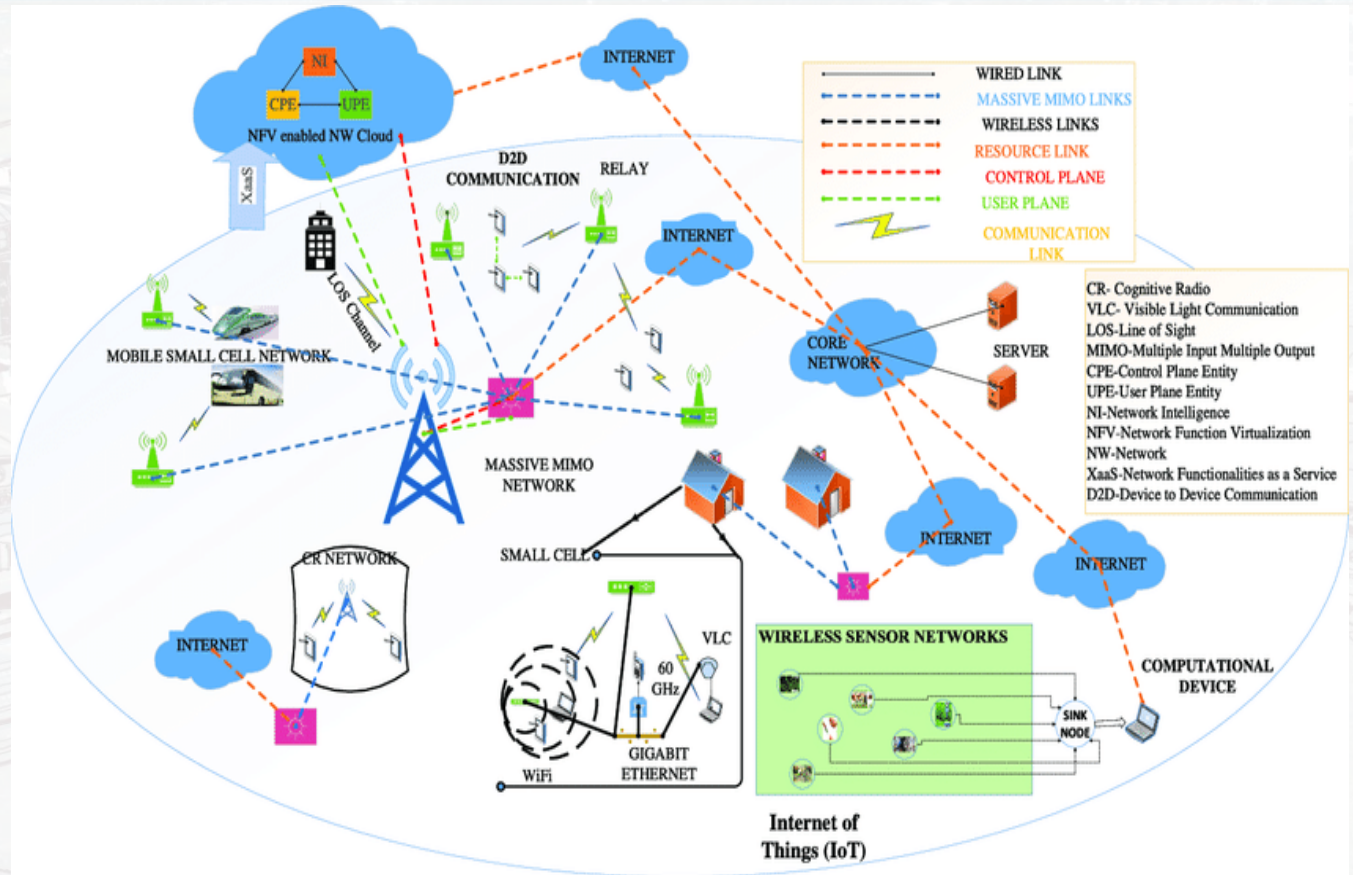 NI
CPE
UPE
NFV enabled NW Cloud
XaaS
INTERNET
WIRED LINK
MASSIVE MIMO LINKS
WIRELESS LINKS
RESOURCE LINK
CONTROL PLANE
USER PLANE
COMMUNICATION
LINK
D2D
COMMUNICATION
RELAY
INTERNET
LOS Channel
MOBILE SMALL CELL NETWORK
CORE
NETWORK
SERVER
CR- Cognitive Radio
VLC- Visible Light Communication
LOS-Line of Sight
MIMO-Multiple Input Multiple Output
CPE-Control Plane Entity
UPE-User Plane Entity
NI-Network Intelligence
NFV-Network Function Virtualization
NW-Network
XaaS-Network Functionalities as a Service
D2D-Device to Device Communication
MASSIVE MIMO
NETWORK
INTERNET
INTERNET
SMALL CELL
CR NETWORK
INTERNET
VLC
60
GHz
WiFi
GIGABIT
ETHERNET
WIRELESS SENSOR NETWORKS
SINK
NODE
COMPUTATIONAL
DEVICE
Internet of
Things (IoT)